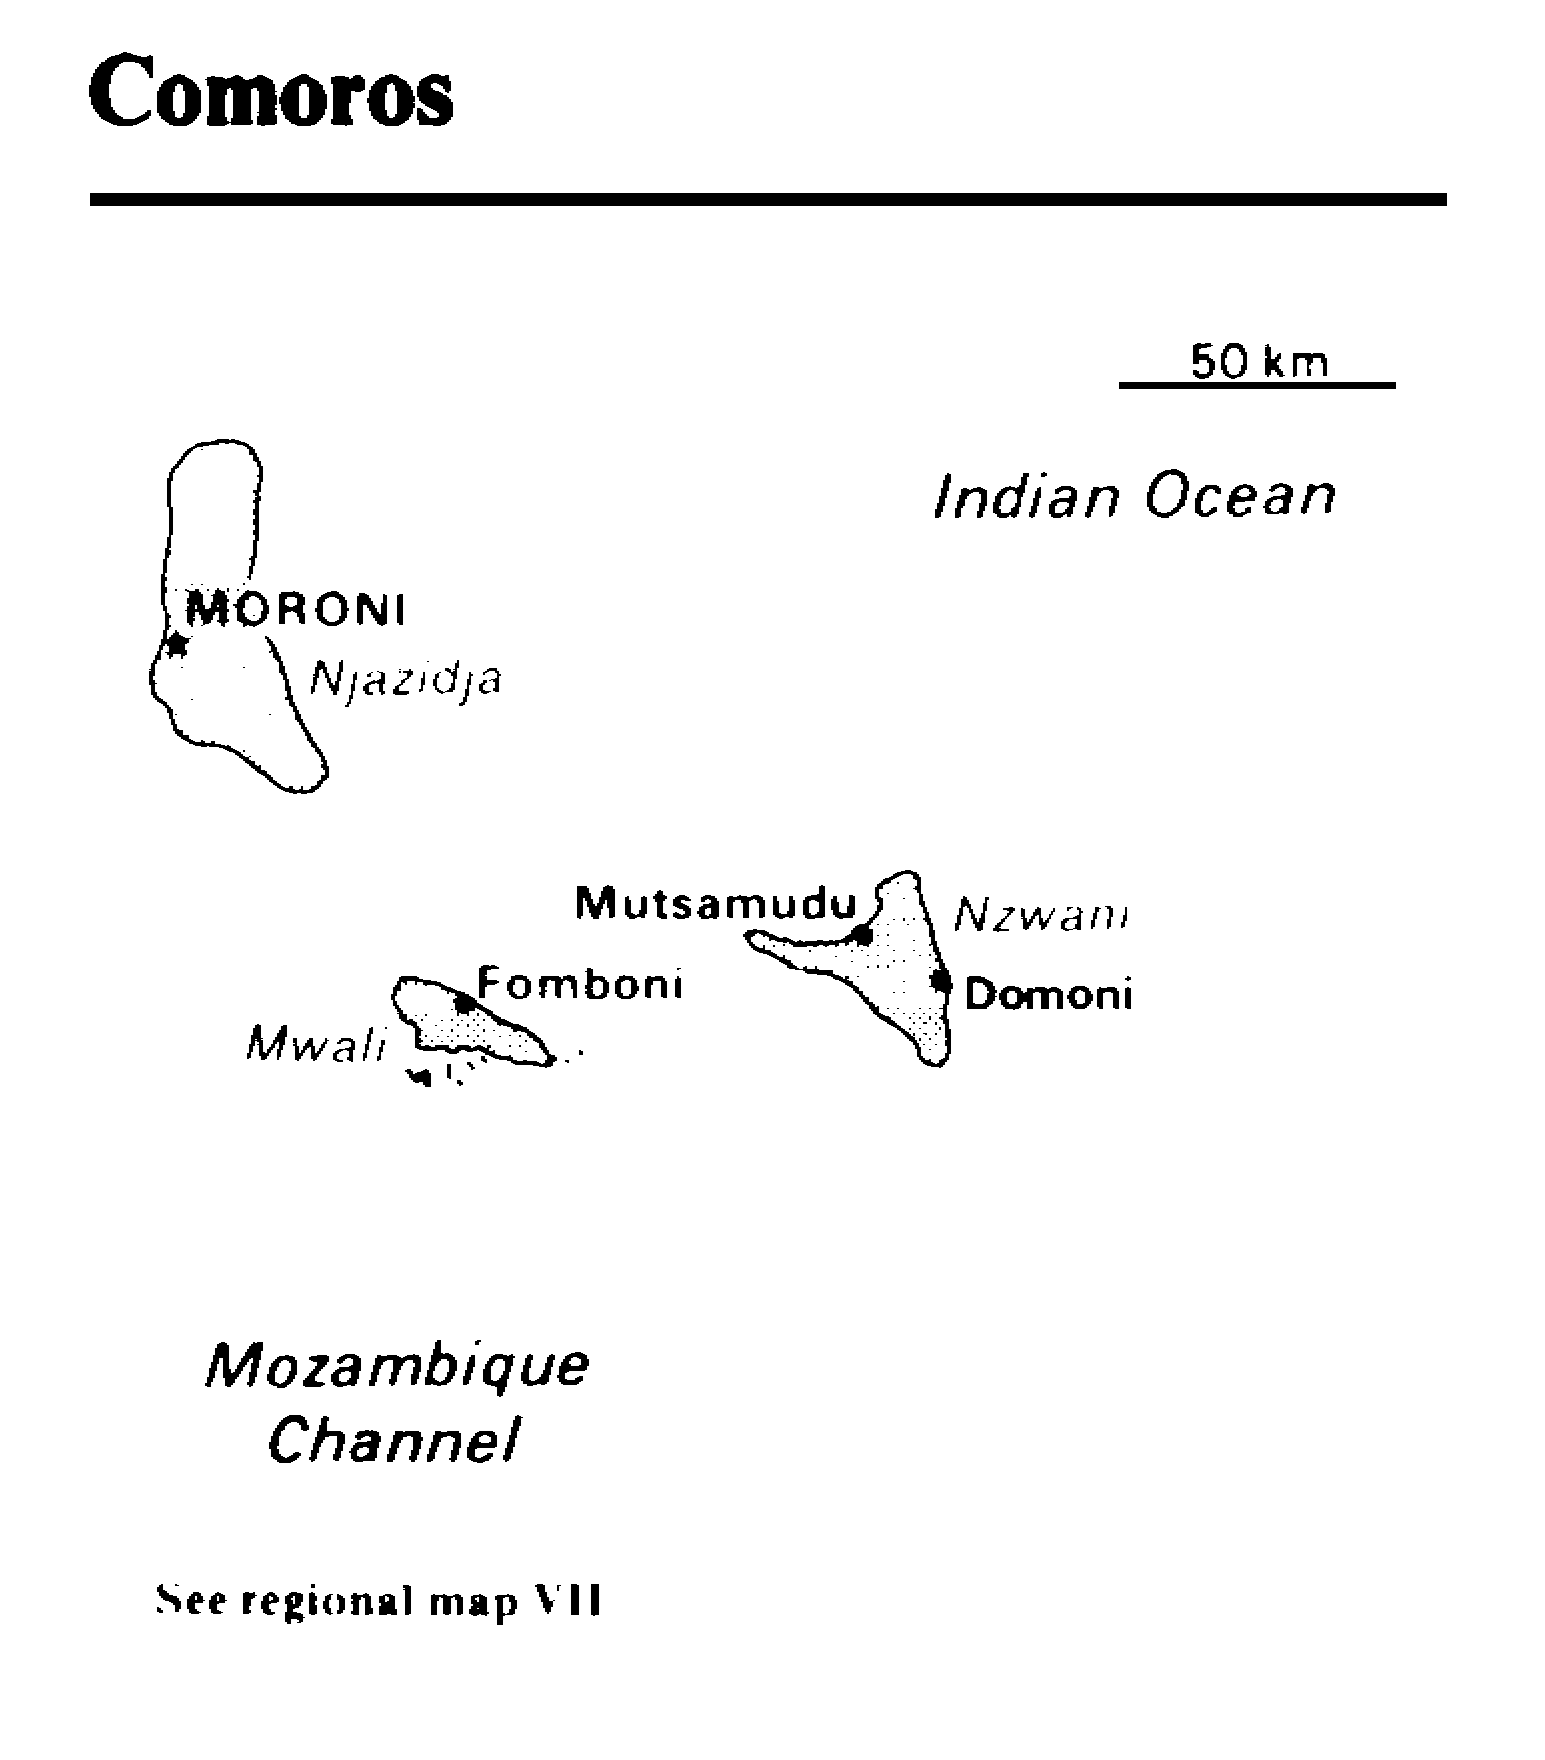 Comoros
50 km
Indian Ocean
MORONI
Njazidja
Mutsamudu
Nzwani
Fomboni
Domoni
Mwali
Mozambique
Channel
See regional map VII